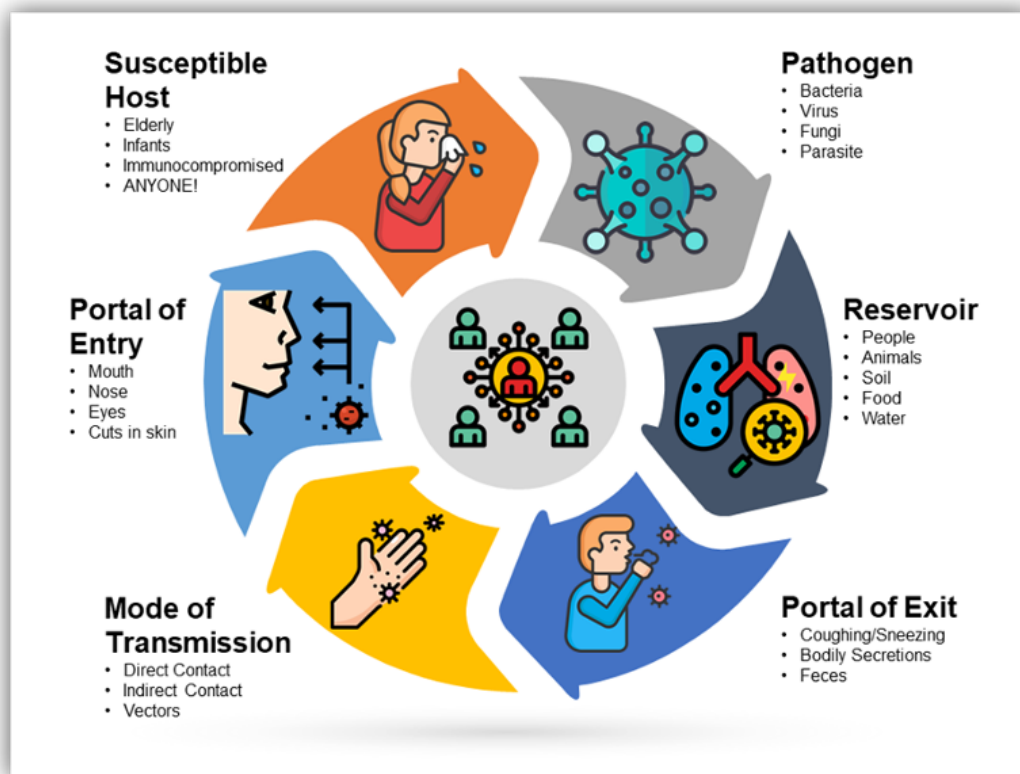 Susceptible
Host
• Elderly
• Infants
• Immunocompromised
• ANYONE!
Pathogen
• Bacteria
• Virus
• Fungi
• Parasite
Reservoir
• People
• Animals
• Soil
• Food
• Water
Portal of Exit
• Coughing/Sneezing
• Bodily Secretions
• Feces
Mode of
Transmission
• Direct Contact
• Indirect Contact
• Vectors
Portal of
Entry
• Mouth
• Nose
• Eyes
• Cuts in skin